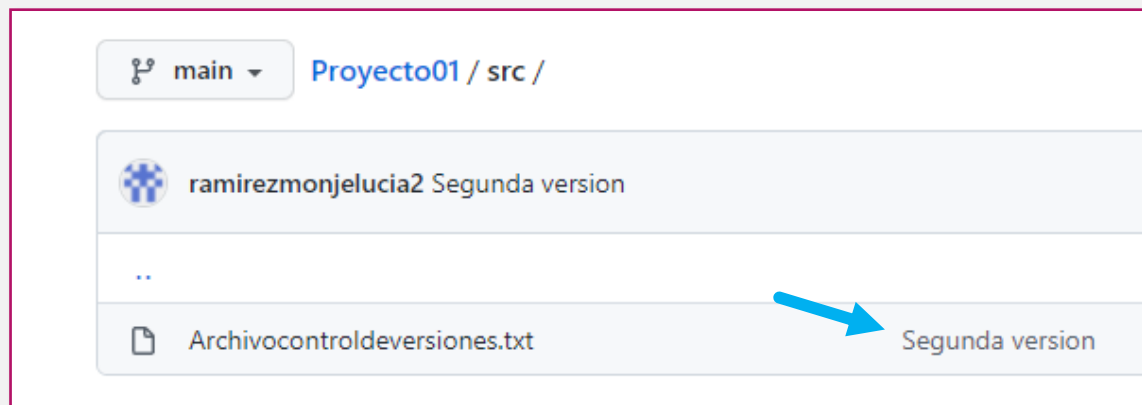 main Proyecto01 / src /
ramirezmonjelucia2 Segunda version
..
Archivocontroldeversiones.txt Segunda version